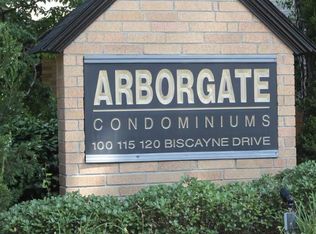 ARBORGATE
CONDOMINIUMS
100 115 120 BISCAYNE DRIVE